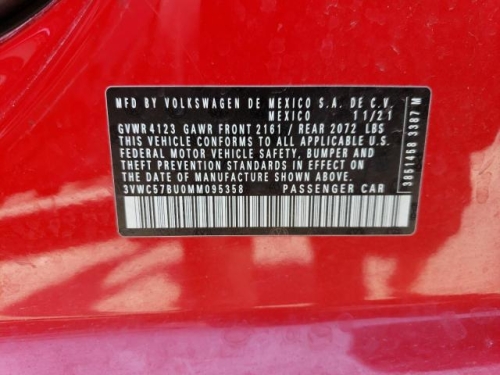 MFD BY VOLKSWAGEN DE MEXICO S.A. DE C.V.
MEXICO 11/21
GVWR 4123 GAWR FRONT 2161 / REAR 2072 LBS
THIS VEHICLE CONFORMS TO ALL APPLICABLE U.S.
FEDERAL MOTOR VEHICLE SAFETY, BUMPER AND
THEFT PREVENTION STANDARDS IN EFFECT ON
THE DATE OF MANUFACTURE SHOWN ABOVE.
3VWC57BU0MM095358 PASSENGER CAR
3851458 3387 M